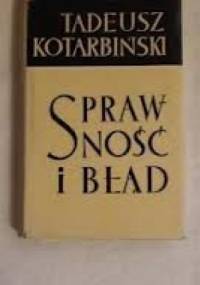 TADEUSZ
KOTARBIŃSKI
SPRAW-
NOŚĆ
i BŁĄD